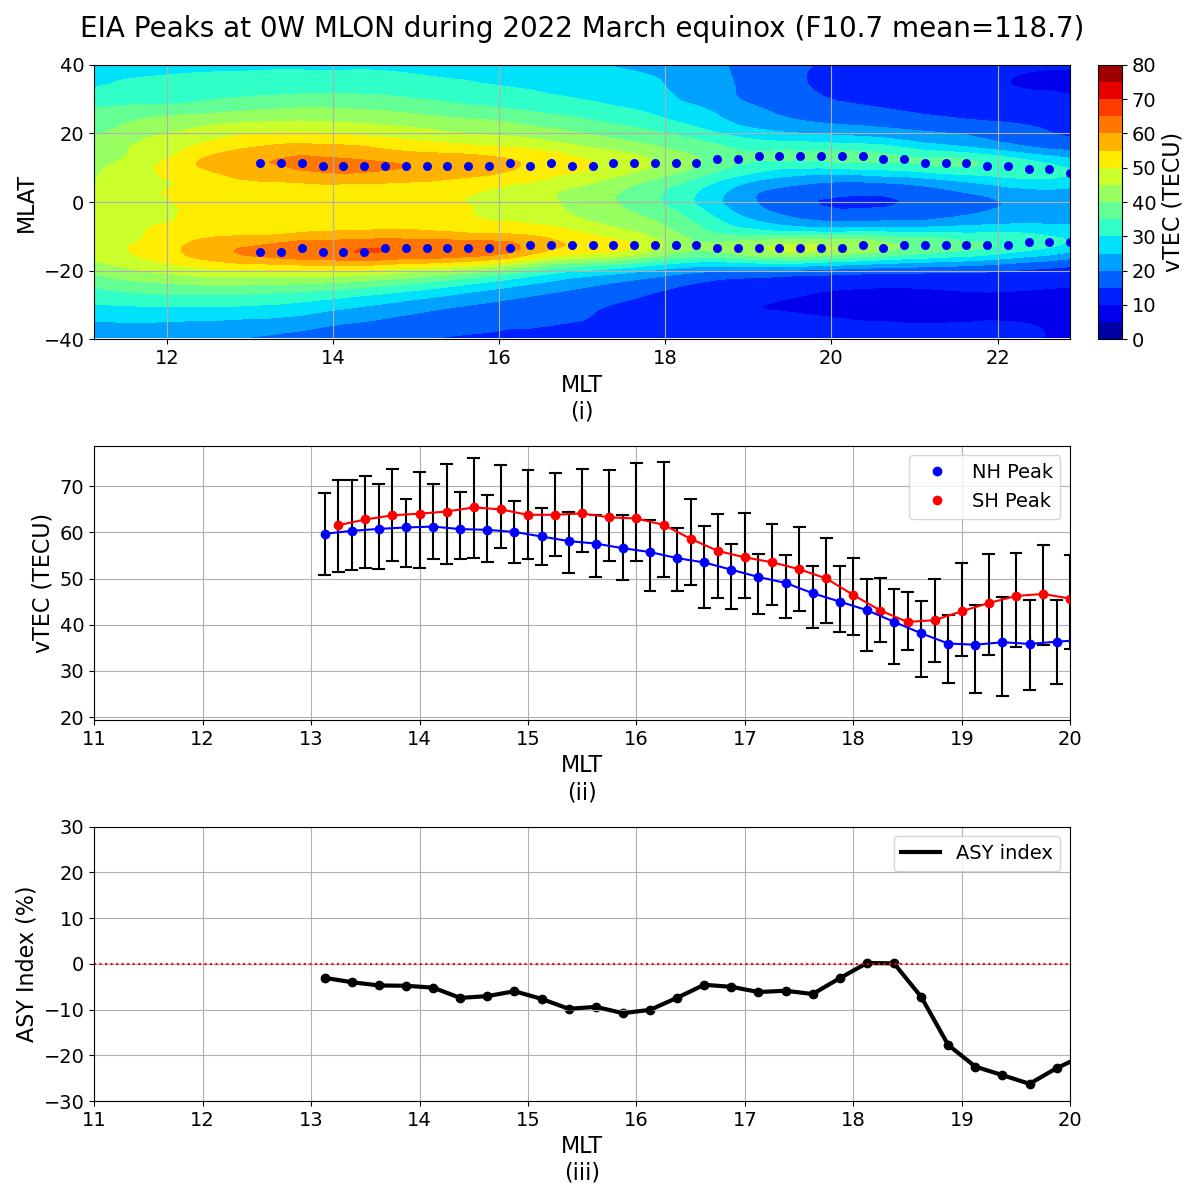 EIA Peaks at 0W MLON during 2022 March equinox (F10.7 mean=118.7)
40
20
0
−20
−40
MLAT
12 14 16 18 20 22
MLT
(i)
80
70
60
50
40
30
20
10
0
vTEC (TECU)
70
60
50
40
30
20
vTEC (TECU)
NH Peak
SH Peak
11 12 13 14 15 16 17 18 19 20
MLT
(ii)
30
20
10
0
−10
−20
−30
ASY Index (%)
ASY index
11 12 13 14 15 16 17 18 19 20
MLT
(iii)